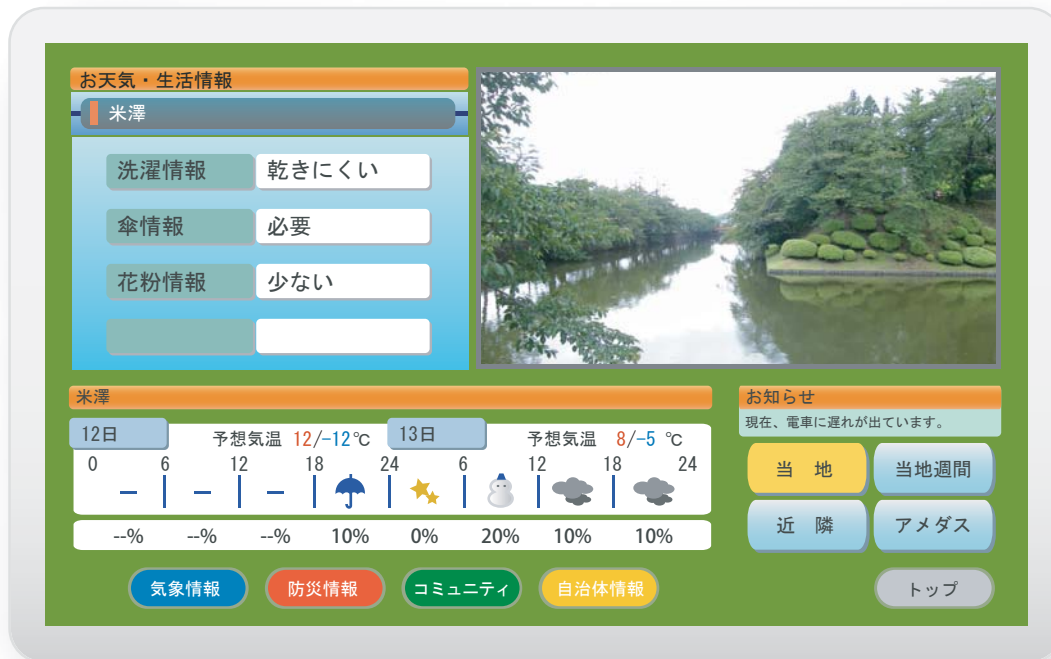 お天気・生活情報
米澤
洗濯情報 乾きにくい
傘情報 必要
花粉情報 少ない
米澤
12日 予想気温 12/-12℃ 13日 予想気温 8/-5 ℃
0 6 12 18 24 6 12 18 24
--% --% --% 10% 0% 20% 10% 10%
お知らせ
現在、電車に遅れが出ています。
当 地 当地週間
近 隣 アメダス
気象情報 防災情報 コミュニティ 自治体情報 トップ